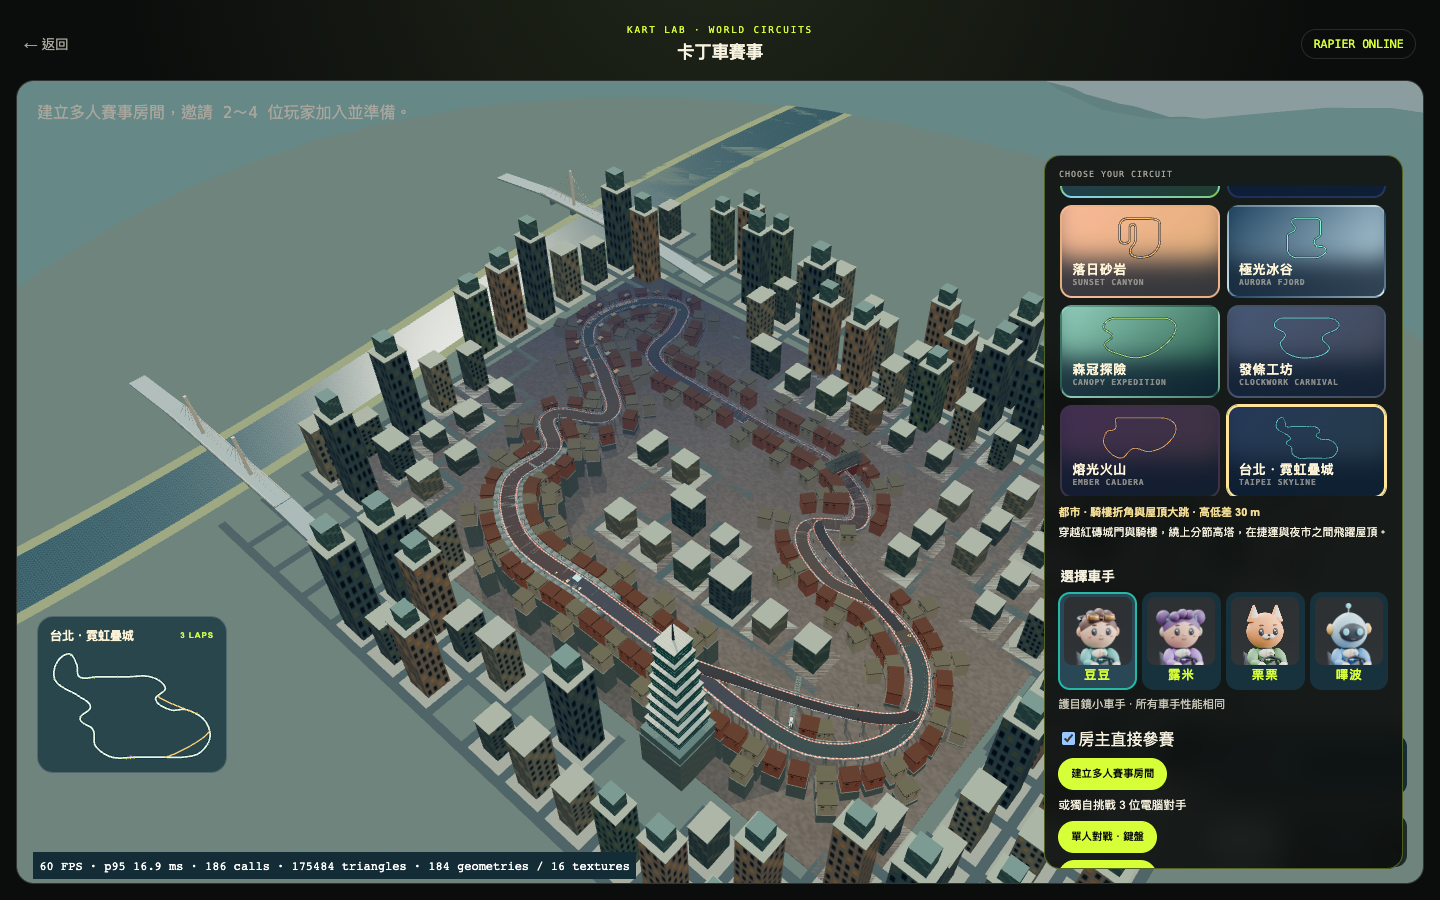 ← 返回
KART LAB · WORLD CIRCUITS
卡丁車賽事
RAPIER ONLINE
建立多人賽事房間，邀請 2～4 位玩家加入並準備。
CHOOSE YOUR CIRCUIT
落日砂岩
SUNSET CANYON
極光冰谷
AURORA FJORD
森冠探險
CANOPY EXPEDITION
發條工坊
CLOCKWORK CARNIVAL
熔光火山
EMBER CALDERA
台北·霓虹疊城
TAIPEI SKYLINE
都市·騎樓折角與屋頂大跳·高低差 30 m
穿越紅磚城門與騎樓，繞上分節高塔，在捷運與夜市之間飛躍屋頂。
選擇車手
豆豆
露米
栗栗
嗶波
護目鏡小車手·所有車手性能相同
房主直接參賽
建立多人賽事房間
或獨自挑戰 3 位電腦對手
單人對戰·鍵盤
台北·霓虹疊城
3 LAPS
60 FPS · p95 16.9 ms · 186 calls · 175484 triangles · 184 geometries / 16 textures